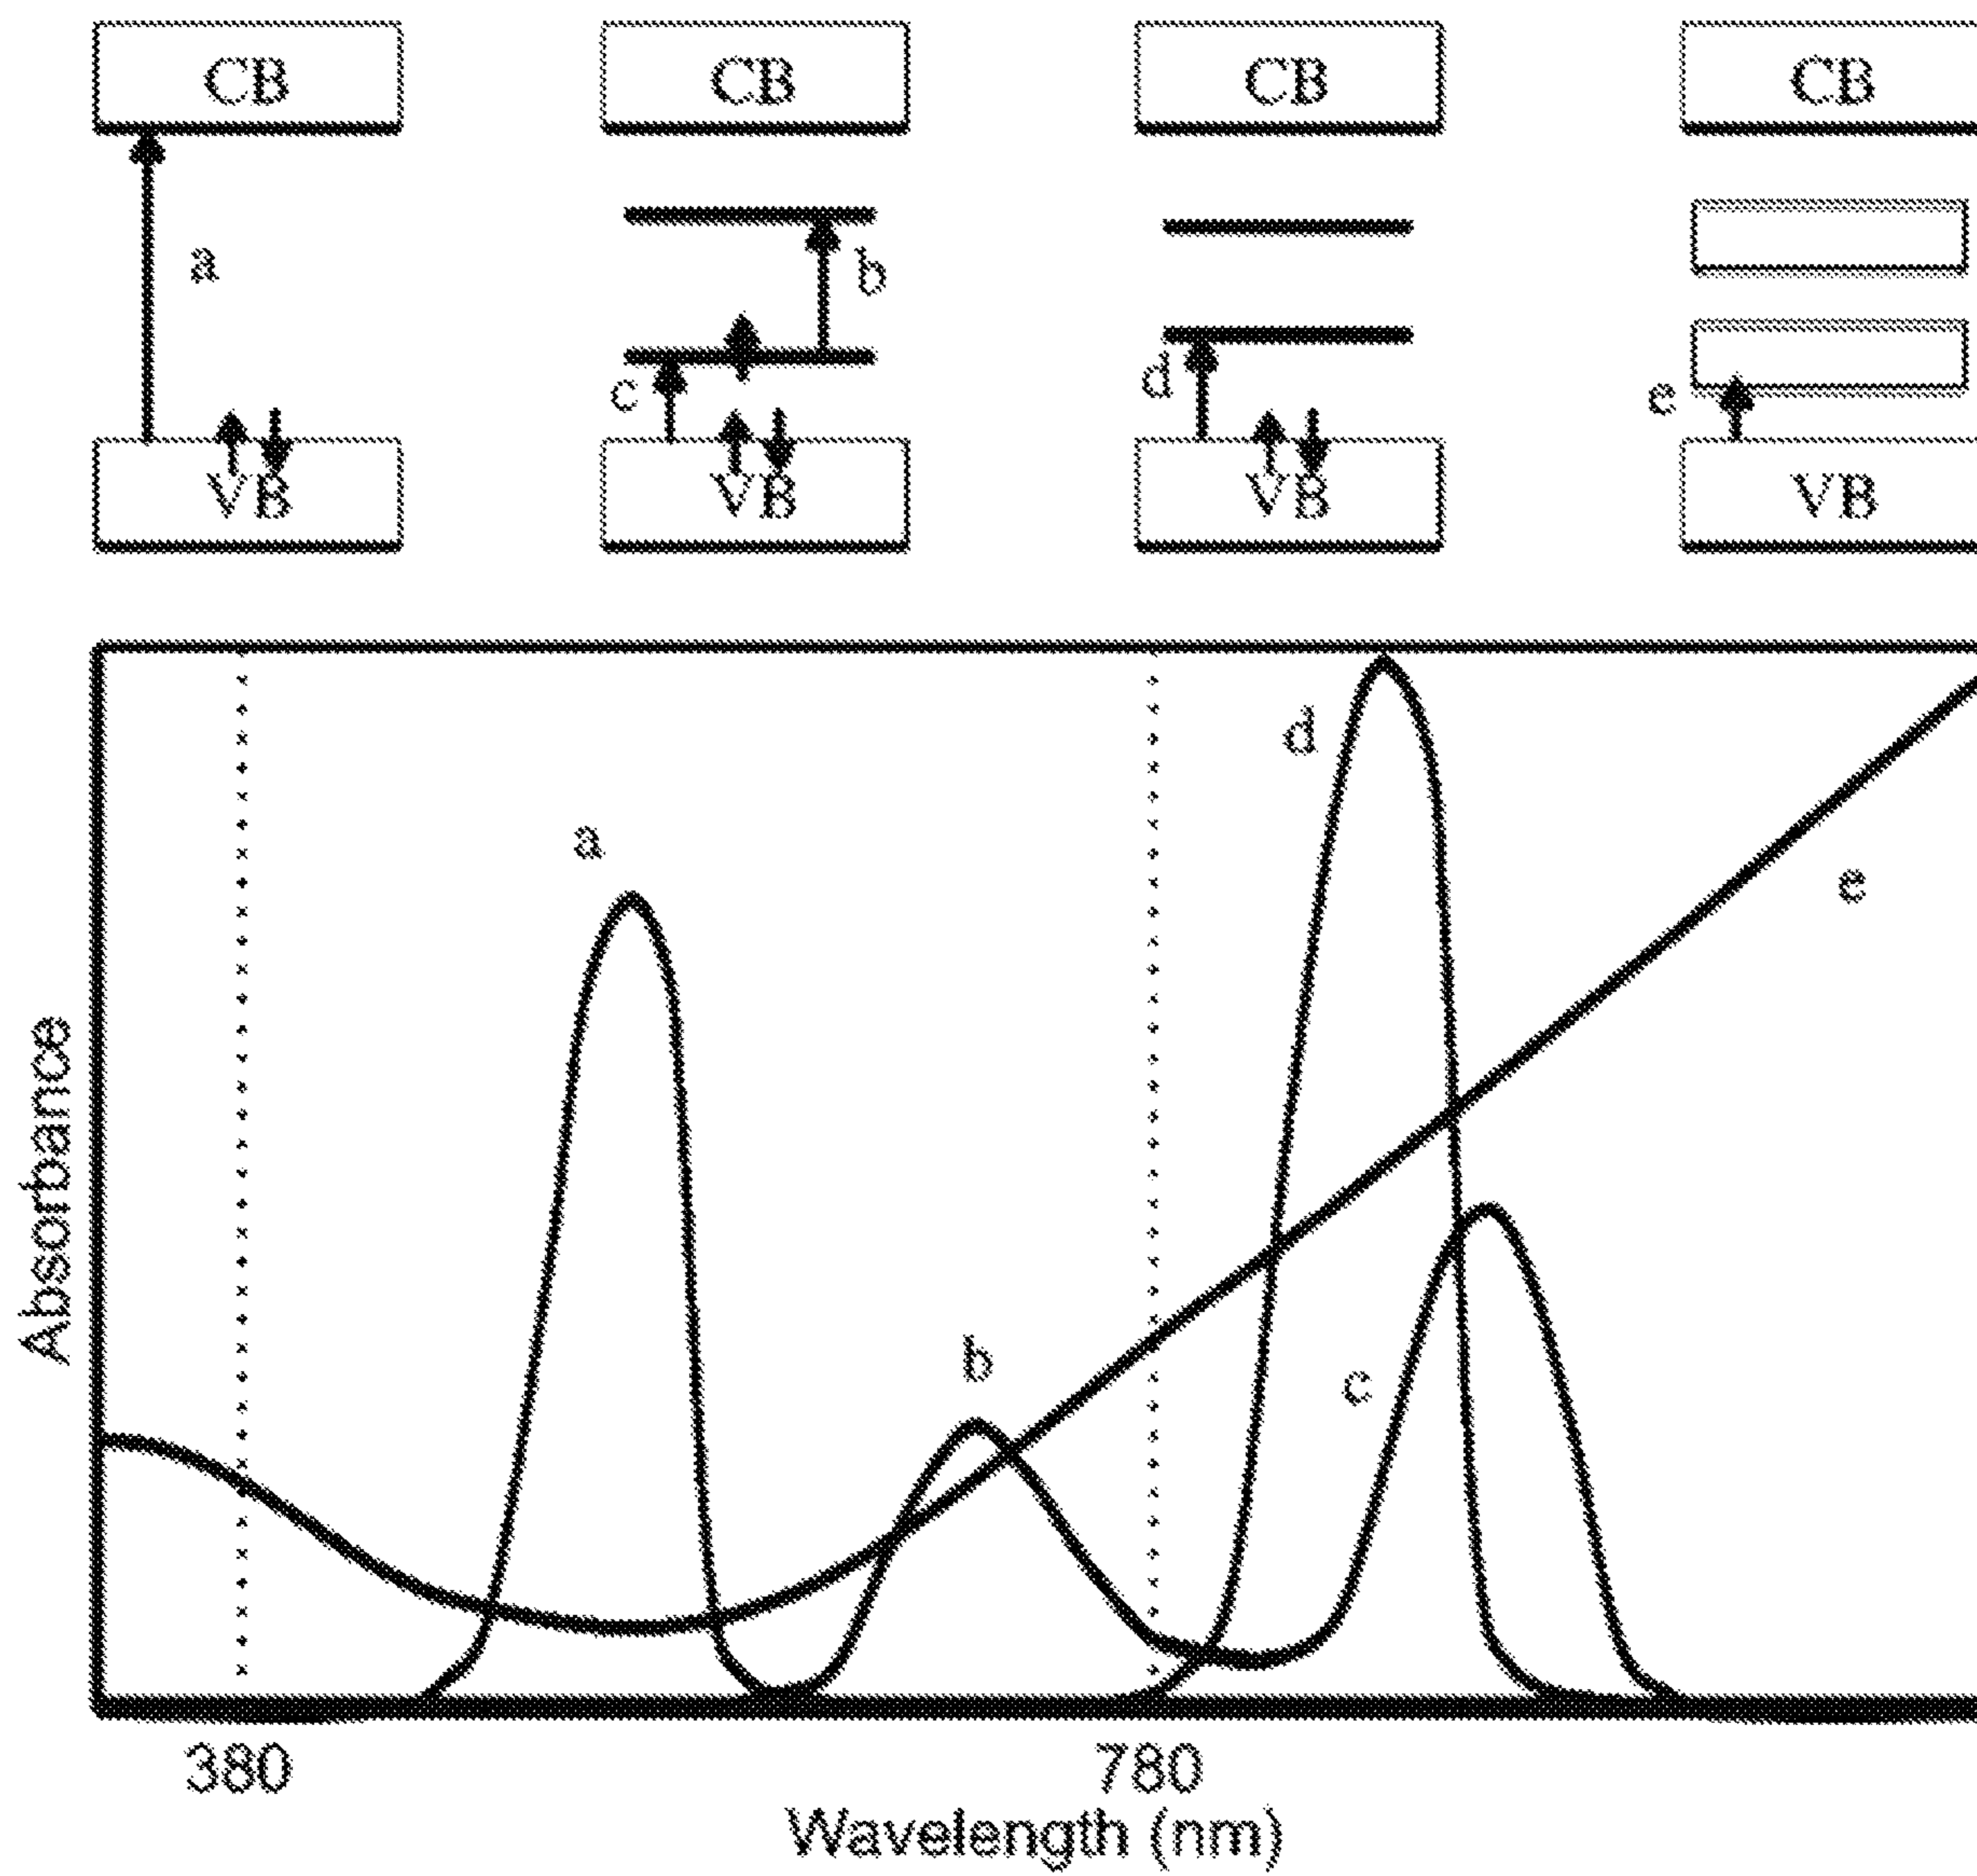 CB CB CB CB
a b
c d e
VB VB VB VB
d
a
e
b
c
Absorbance
380 780
Wavelength (nm)